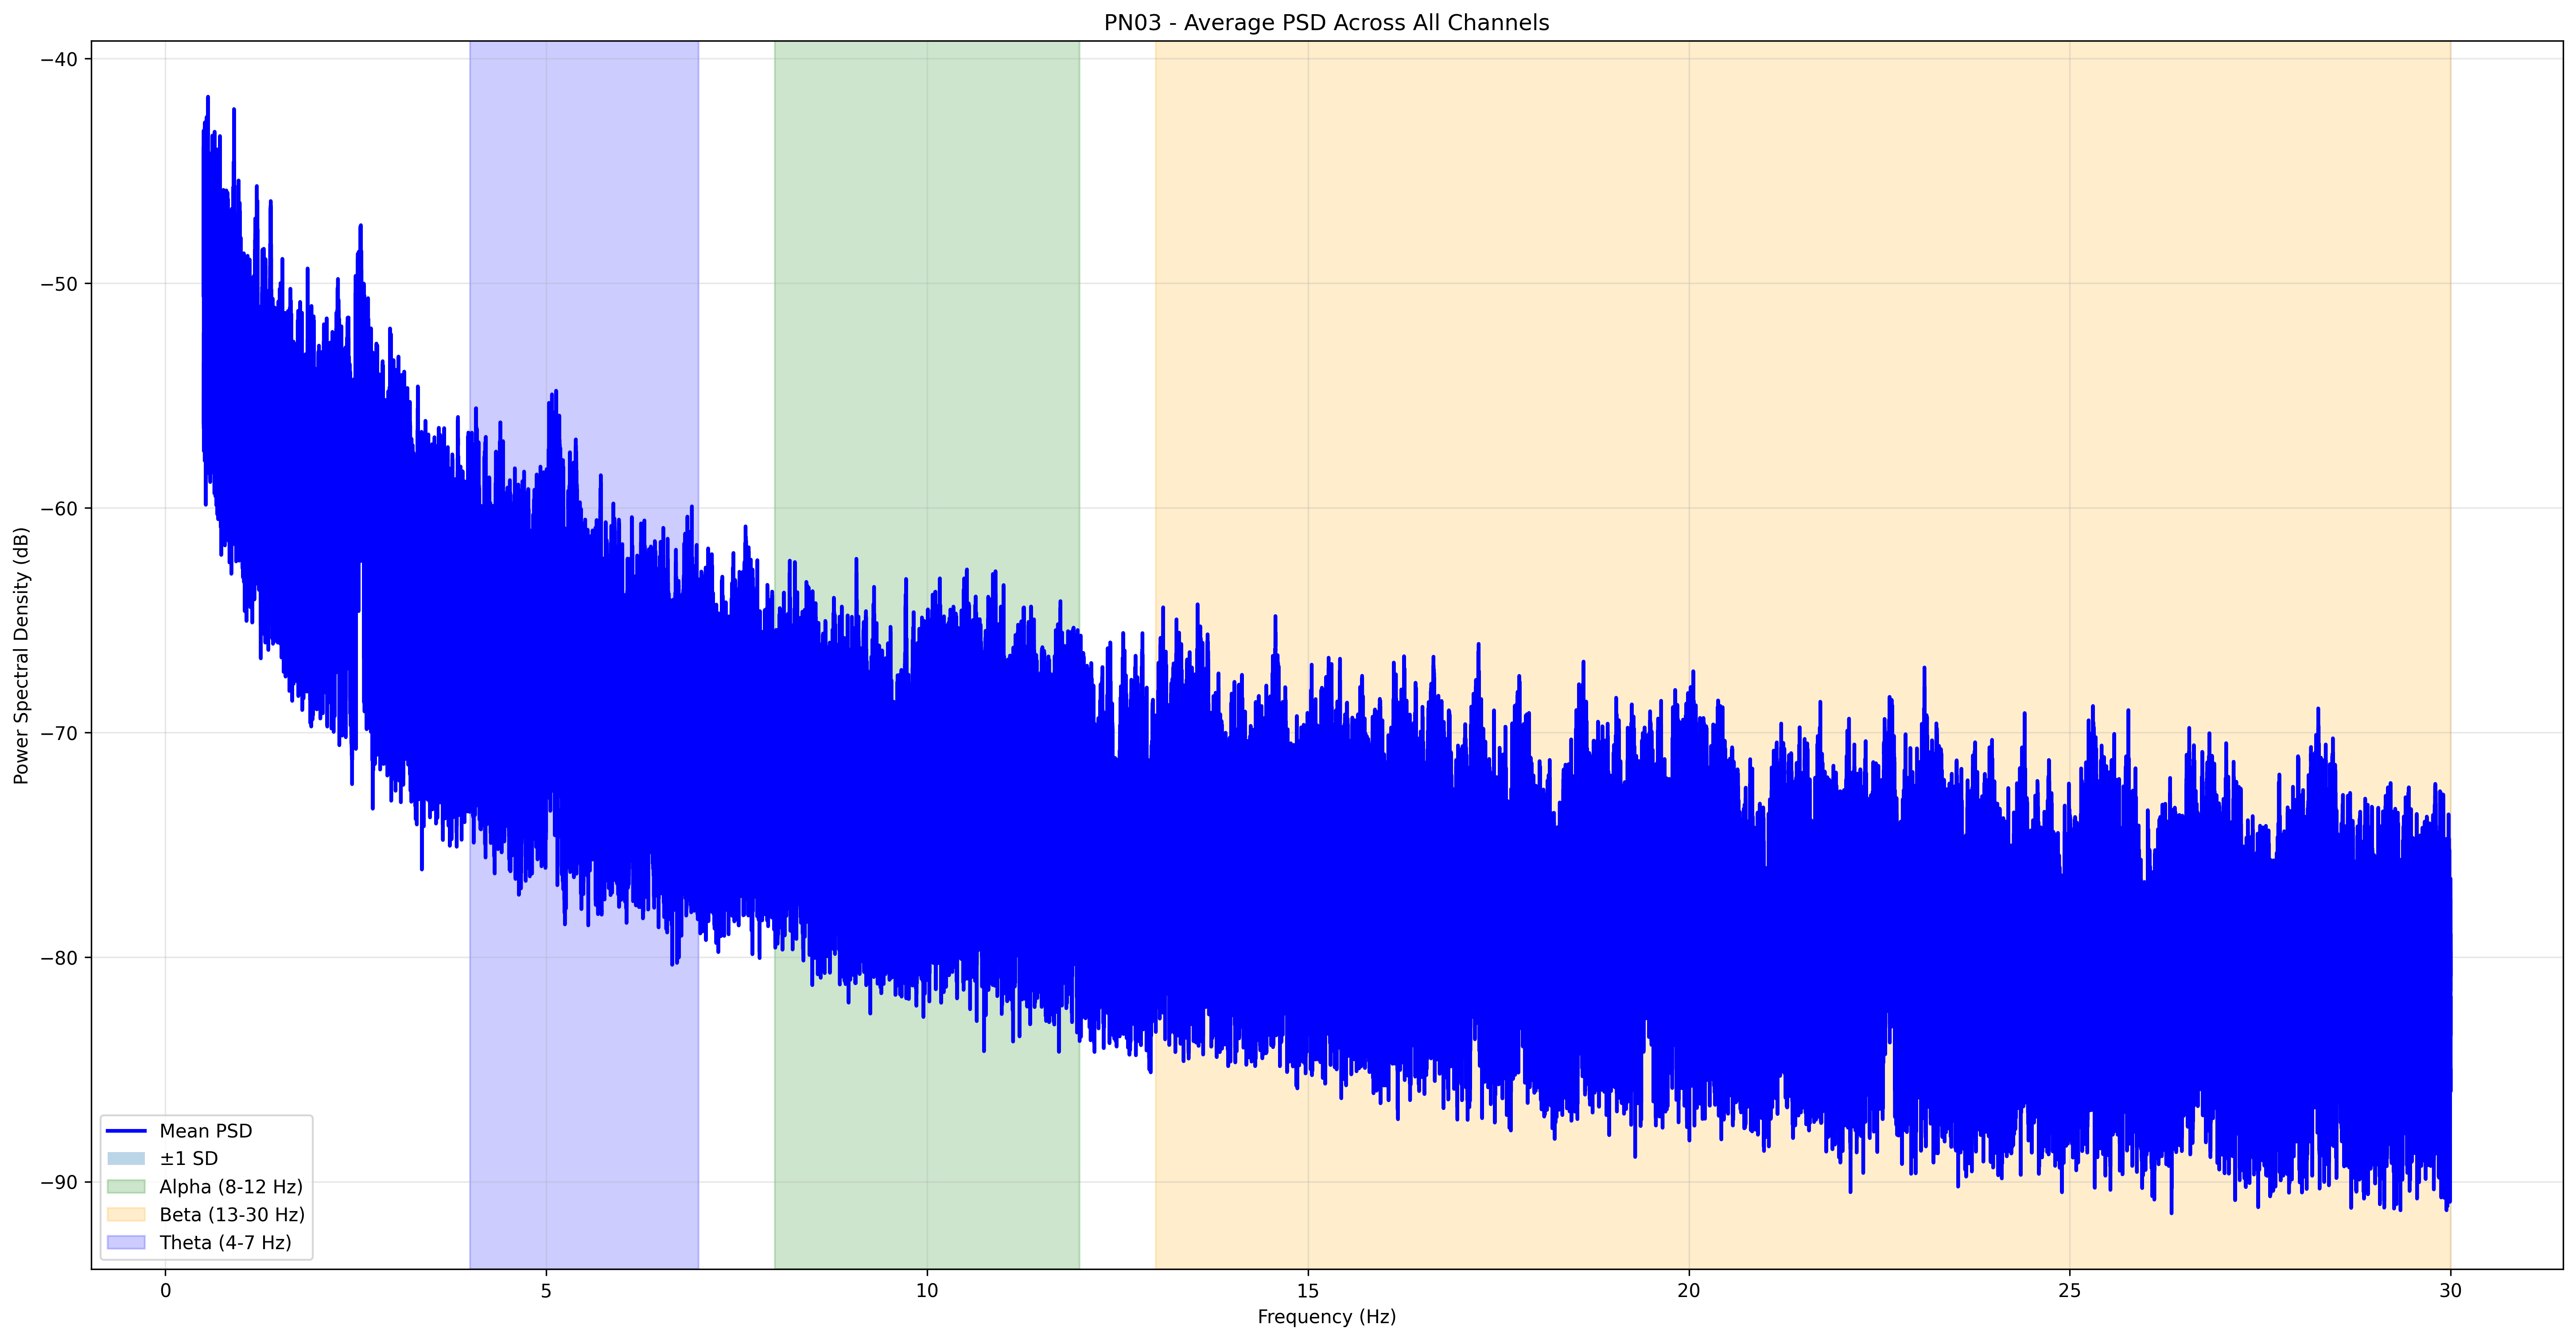 PN03 - Average PSD Across All Channels
Power Spectral Density (dB)
−40
−50
−60
−70
−80
−90
Mean PSD
±1 SD
Alpha (8-12 Hz)
Beta (13-30 Hz)
Theta (4-7 Hz)
0 5 10 15 20 25 30
Frequency (Hz)